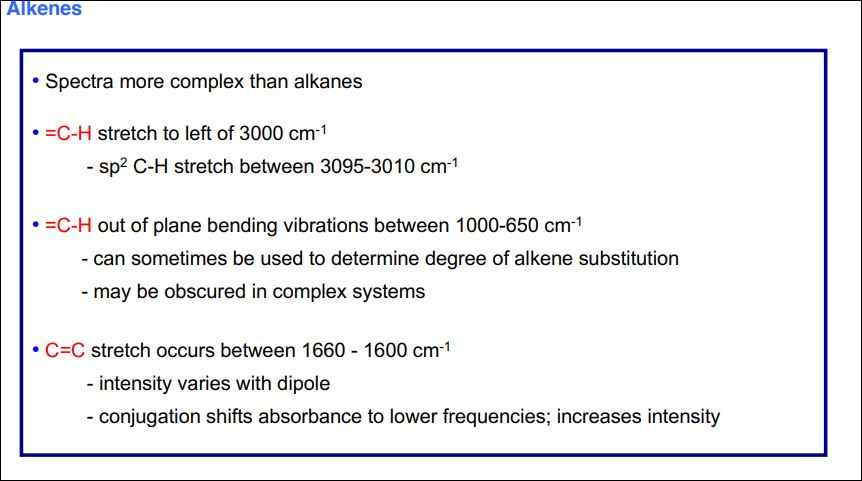 Alkenes
• Spectra more complex than alkanes
• =C-H stretch to left of 3000 cm-1
- sp2 C-H stretch between 3095-3010 cm-1
• =C-H out of plane bending vibrations between 1000-650 cm-1
- can sometimes be used to determine degree of alkene substitution
- may be obscured in complex systems
• C=C stretch occurs between 1660 - 1600 cm-1
- intensity varies with dipole
- conjugation shifts absorbance to lower frequencies; increases intensity